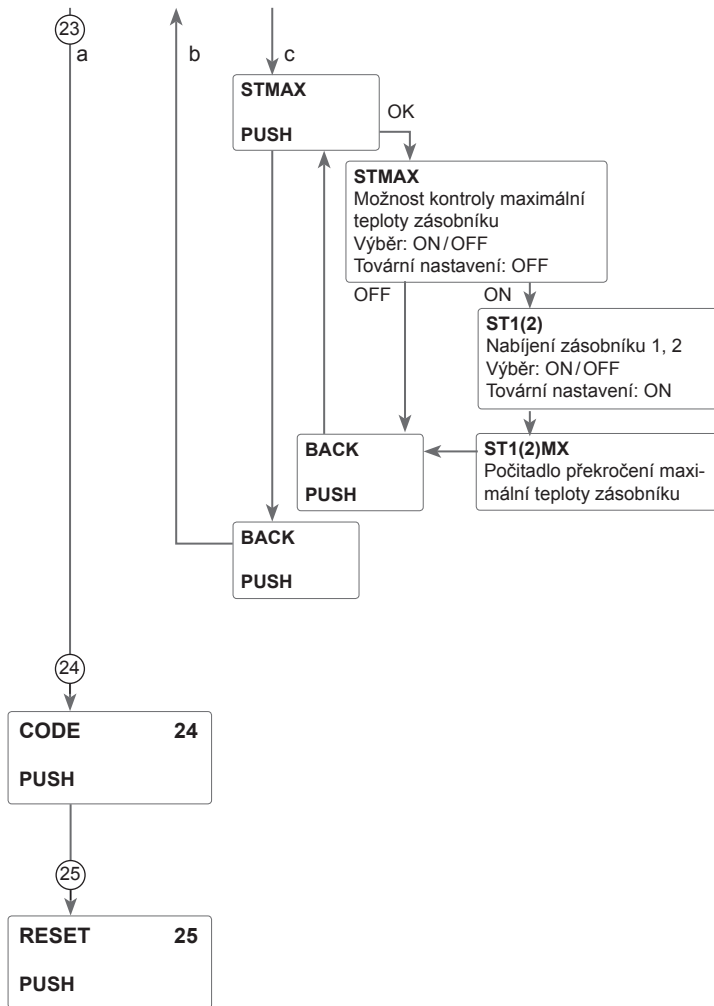 23
a
b
c
STMAX
PUSH
OK
STMAX
Možnost kontroly maximální
teploty zásobníku
Výběr: ON/OFF
Tovární nastavení: OFF
OFF
ON
ST1(2)
Nabíjení zásobníku 1, 2
Výběr: ON/OFF
Tovární nastavení: ON
ST1(2)MX
Počitadlo překročení maxi-
mální teploty zásobníku
BACK
PUSH
BACK
PUSH
24
CODE 24
PUSH
25
RESET 25
PUSH